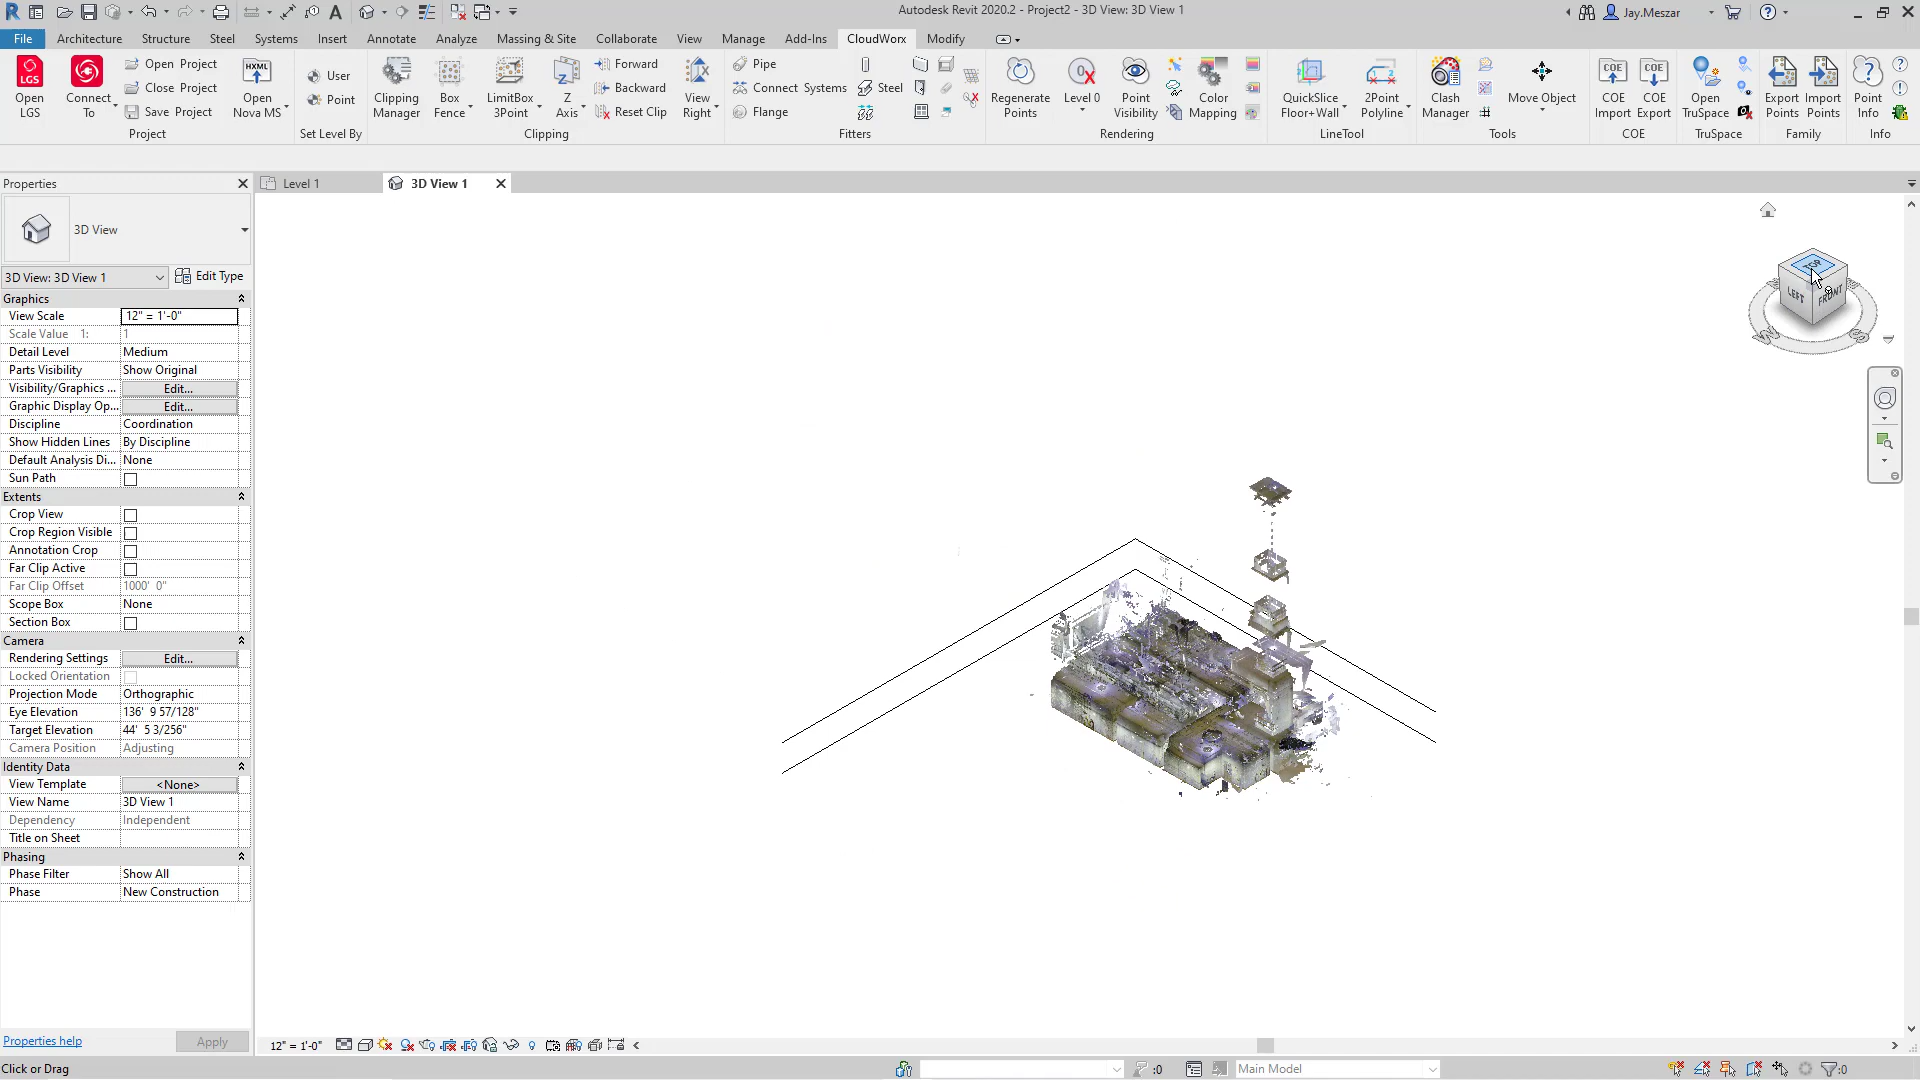 Autodesk Revit 2020.2 - Project2 - 3D View: 3D View 1
Jay.Meszar
File Architecture Structure Steel Systems Insert Annotate Analyze Massing & Site Collaborate View Manage Add-Ins CloudWorx Modify
LGS
Open LGS
Connect To
Open Project
Close Project
Save Project
HXML
Open Nova MS
Project
User
Point
Set Level By
Clipping Manager
Box Fence
LimitBox 3Point
Z Axis
Forward
Backward
Reset Clip
View Right
Clipping
Pipe
Connect Systems
Flange
Steel
Fitters
Regenerate Points
Level 0
Point Visibility
Color Mapping
Rendering
QuickSlice Floor+Wall
2Point Polyline
LineTool
Clash Manager
Move Object
Tools
COE
COE Import
COE
COE Export
COE
Open TruSpace
TruSpace
Export Points
Import Points
Family
Point Info
Info
Properties
Level 1
3D View 1
3D View
3D View: 3D View 1
Edit Type
Graphics
View Scale 12" = 1'-0"
Scale Value 1: 1
Detail Level Medium
Parts Visibility Show Original
Visibility/Graphics ... Edit...
Graphic Display Op... Edit...
Discipline Coordination
Show Hidden Lines By Discipline
Default Analysis Di... None
Sun Path
Extents
Crop View
Crop Region Visible
Annotation Crop
Far Clip Active
Far Clip Offset 1000' 0"
Scope Box None
Section Box
Camera
Rendering Settings Edit...
Locked Orientation
Projection Mode Orthographic
Eye Elevation 136' 9 57/128"
Target Elevation 44' 5 3/256"
Camera Position Adjusting
Identity Data
View Template <None>
View Name 3D View 1
Dependency Independent
Title on Sheet
Phasing
Phase Filter Show All
Phase New Construction
Properties help
Apply
TOP
LEFT
FRONT
W
S
12" = 1'-0"
Click or Drag
:0
Main Model
:0